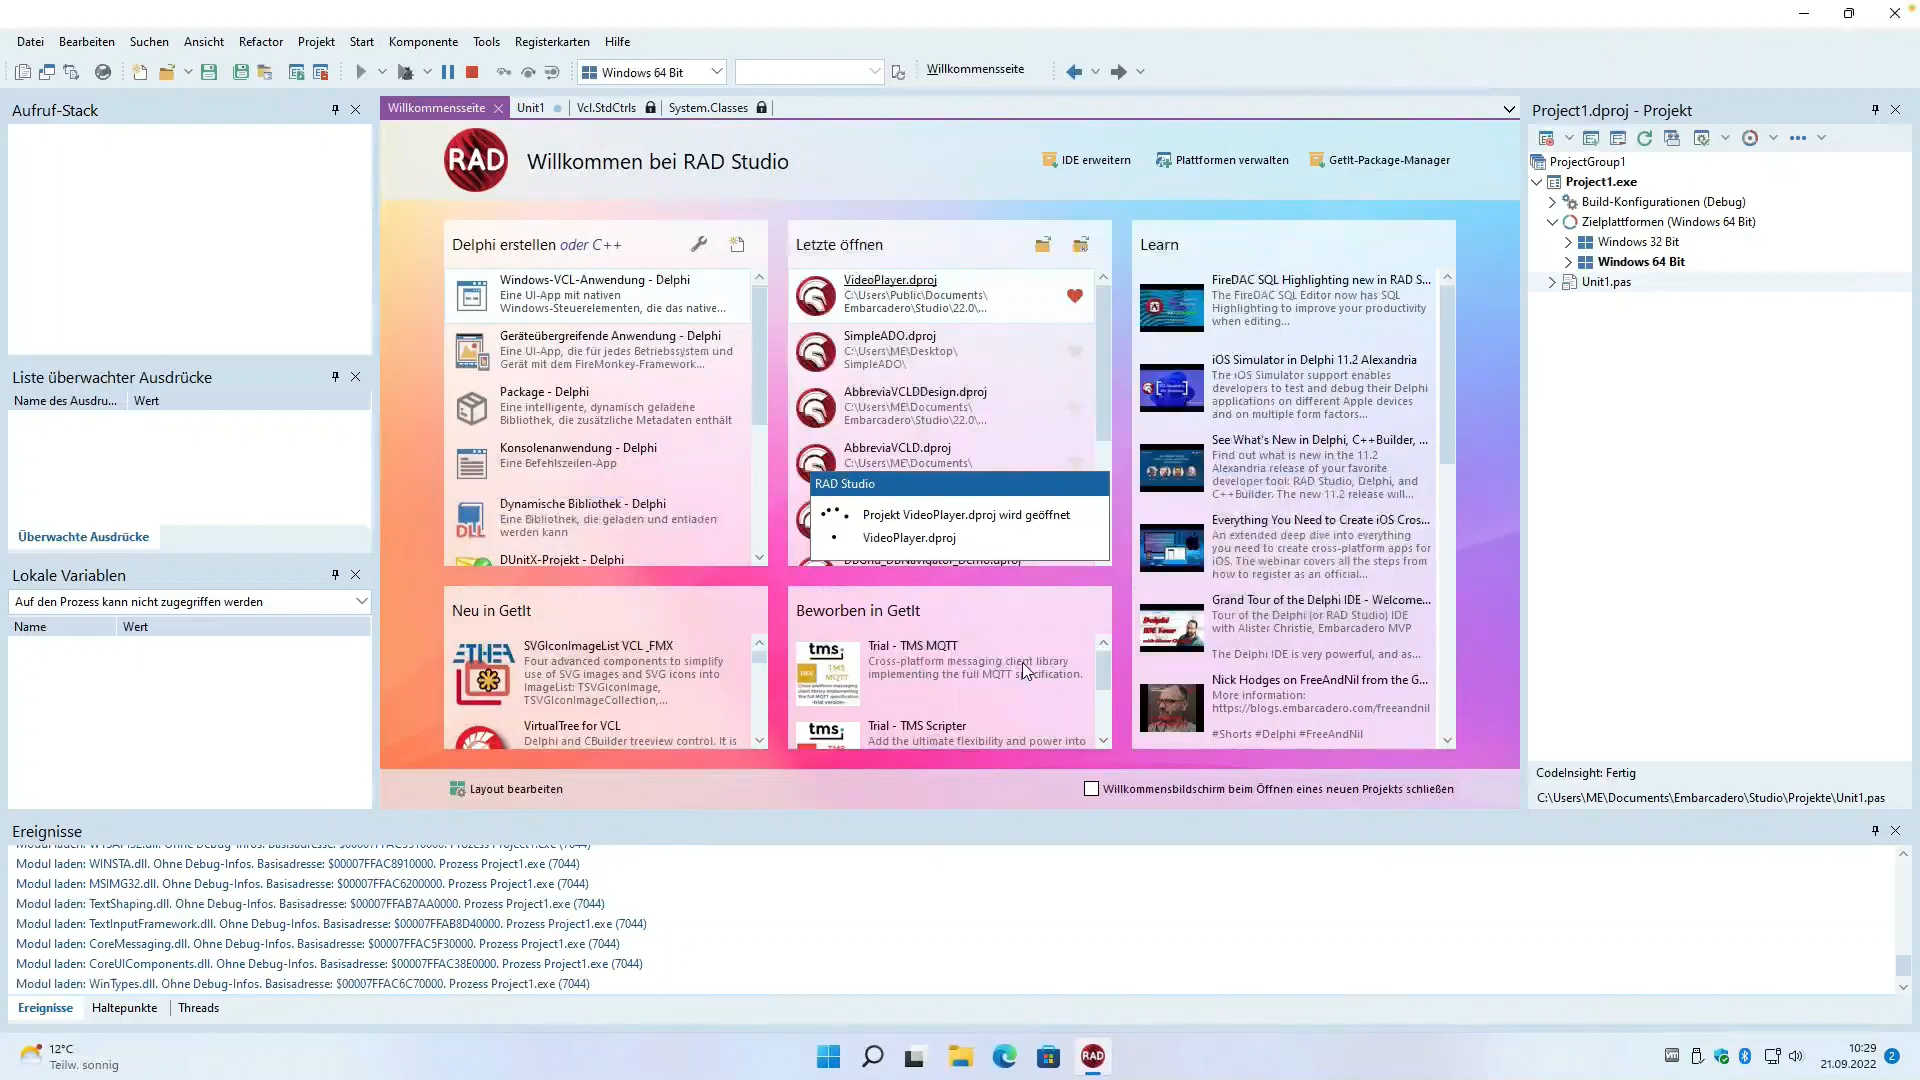 Datei Bearbeiten Suchen Ansicht Refactor Projekt Start Komponente Tools Registerkarten Hilfe
Windows 64 Bit
Willkommensseite
Aufruf-Stack
Willkommensseite Unit1 Vcl.StdCtrls System.Classes
Project1.dproj - Projekt
RAD
Willkommen bei RAD Studio
IDE erweitern
Plattformen verwalten
GetIt-Package-Manager
Delphi erstellen oder C++
Windows-VCL-Anwendung - Delphi
Eine UI-App mit nativen
Windows-Steuerelementen, die das native...
Geräteübergreifende Anwendung - Delphi
Eine UI-App, die für jedes Betriebssystem und
Gerät mit dem FireMonkey-Framework...
Package - Delphi
Eine intelligente, dynamisch geladene
Bibliothek, die zusätzliche Metadaten enthält
Konsolenanwendung - Delphi
Eine Befehlszeilen-App
Dynamische Bibliothek - Delphi
Eine Bibliothek, die geladen und entladen
werden kann
DLL
DUnitX-Projekt - Delphi
Letzte öffnen
VideoPlayer.dproj
C:\Users\Public\Documents\
Embarcadero\Studio\22.0\...
SimpleADO.dproj
C:\Users\ME\Desktop\
SimpleADO\
AbbreviaVCLDDesign.dproj
C:\Users\ME\Documents\
Embarcadero\Studio\22.0\...
AbbreviaVCLD.dproj
C:\Users\ME\Documents\
RAD Studio
Projekt VideoPlayer.dproj wird geöffnet
VideoPlayer.dproj
DBGrid_DBNavigator_Demo.dproj
Learn
FireDAC SQL Highlighting new in RAD S...
The FireDAC SQL Editor now has SQL
Highlighting to improve your productivity
when editing...
iOS Simulator in Delphi 11.2 Alexandria
The iOS Simulator support enables
developers to test and debug their Delphi
applications on different Apple devices
and on multiple form factors...
See What's New in Delphi, C++Builder, ...
Find out what is new in the 11.2
Alexandria release of your favorite
developer tool: RAD Studio, Delphi, and
C++Builder. The new 11.2 release will...
Everything You Need to Create iOS Cros...
An extended deep dive into everything
you need to create cross-platform apps for
iOS. The webinar covers all the steps from
how to register as an official...
Grand Tour of the Delphi IDE - Welcome...
Tour of the Delphi (or RAD Studio) IDE
with Alister Christie, Embarcadero MVP
The Delphi IDE is very powerful, and as...
Nick Hodges on FreeAndNil from the G...
More information:
https://blogs.embarcadero.com/freeandnil
#Shorts #Delphi #FreeAndNil
Neu in GetIt
SVGIconImageList VCL _FMX
Four advanced components to simplify
use of SVG images and SVG icons into
ImageList: TSVGIconImage,
TSVGIconImageCollection,...
ETHEA
VirtualTree for VCL
Delphi and CBuilder treeview control. It is
Beworben in GetIt
tms;
TMS
MQTT
Trial - TMS MQTT
Cross-platform messaging client library
implementing the full MQTT specification.
tms;
Trial - TMS Scripter
Add the ultimate flexibility and power into
Layout bearbeiten
Willkommensbildschirm beim Öffnen eines neuen Projekts schließen
ProjectGroup1
Project1.exe
Build-Konfigurationen (Debug)
Zielplattformen (Windows 64 Bit)
Windows 32 Bit
Windows 64 Bit
Unit1.pas
CodeInsight: Fertig
C:\Users\ME\Documents\Embarcadero\Studio\Projekte\Unit1.pas
Liste überwachter Ausdrücke
Name des Ausdru... Wert
Überwachte Ausdrücke
Lokale Variablen
Auf den Prozess kann nicht zugegriffen werden
Name Wert
Ereignisse
Modul laden: WINSTA.dll. Ohne Debug-Infos. Basisadresse: $00007FFAC8910000. Prozess Project1.exe (7044)
Modul laden: MSIMG32.dll. Ohne Debug-Infos. Basisadresse: $00007FFAC6200000. Prozess Project1.exe (7044)
Modul laden: TextShaping.dll. Ohne Debug-Infos. Basisadresse: $00007FFAB7AA0000. Prozess Project1.exe (7044)
Modul laden: TextInputFramework.dll. Ohne Debug-Infos. Basisadresse: $00007FFAB8D40000. Prozess Project1.exe (7044)
Modul laden: CoreMessaging.dll. Ohne Debug-Infos. Basisadresse: $00007FFAC5F30000. Prozess Project1.exe (7044)
Modul laden: CoreUIComponents.dll. Ohne Debug-Infos. Basisadresse: $00007FFAC38E0000. Prozess Project1.exe (7044)
Modul laden: WinTypes.dll. Ohne Debug-Infos. Basisadresse: $00007FFAC6C70000. Prozess Project1.exe (7044)
Ereignisse Haltepunkte Threads
12°C
Teilw. sonnig
RAD
10:29
21.09.2022
2